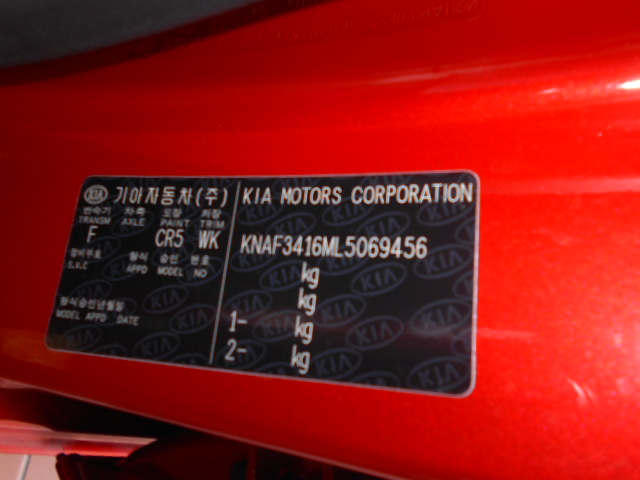 KIA 기아자동차(주)
변속기 차축 도장 차장
TRANSM AXLE PAINT TRIM
F CR5 WK
정비부호 형식 승인 번호
S.V.C APPD MODEL NO
형식승인년월일
MODEL APPD DATE
KIA MOTORS CORPORATION
KNAF3416ML5069456
kg
kg
1- kg
2- kg